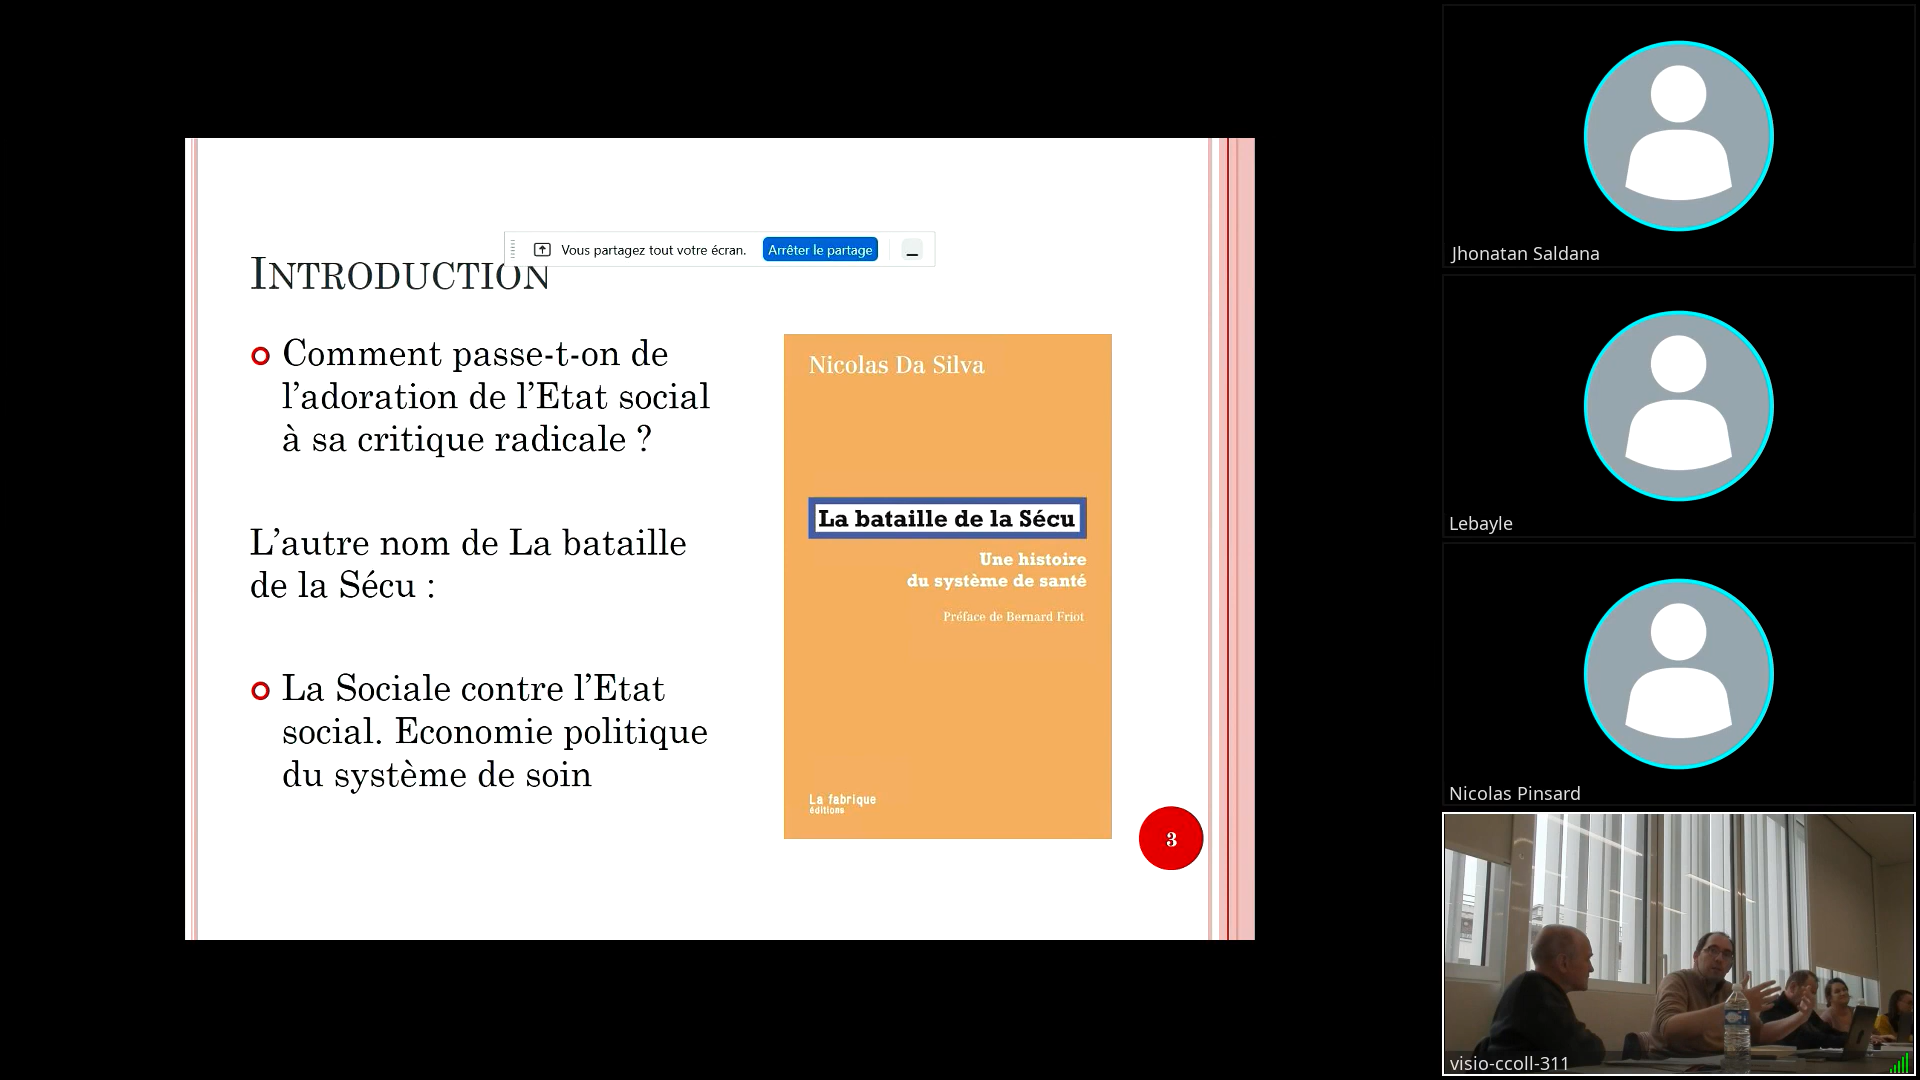 Vous partagez tout votre écran.
Arrêter le partage
INTRODUCTION
Comment passe-t-on de
l’adoration de l’Etat social
à sa critique radicale ?
L’autre nom de La bataille
de la Sécu :
La Sociale contre l’Etat
social. Economie politique
du système de soin
Nicolas Da Silva
La bataille de la Sécu
Une histoire
du système de santé
Préface de Bernard Friot
La fabrique
éditions
3
Jhonatan Saldana
Lebayle
Nicolas Pinsard
visio-ccoll-311